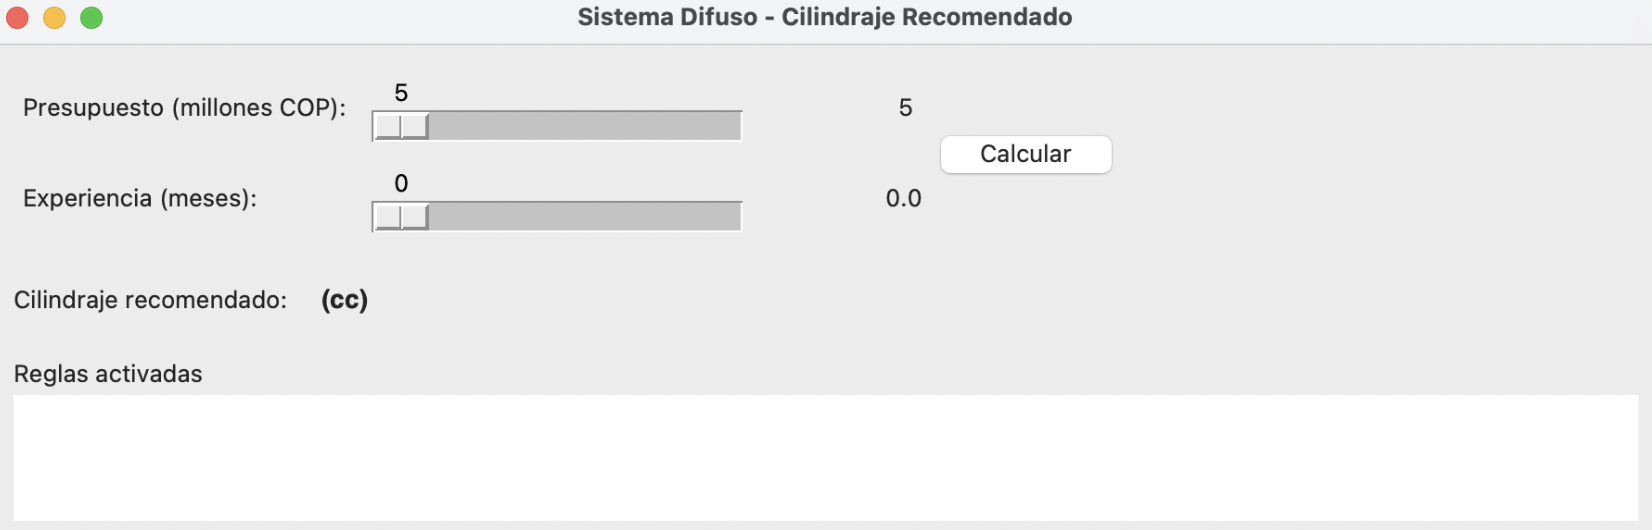 Sistema Difuso - Cilindraje Recomendado
5
Presupuesto (millones COP): 5
Calcular
0
Experiencia (meses): 0.0
Cilindraje recomendado: (cc)
Reglas activadas